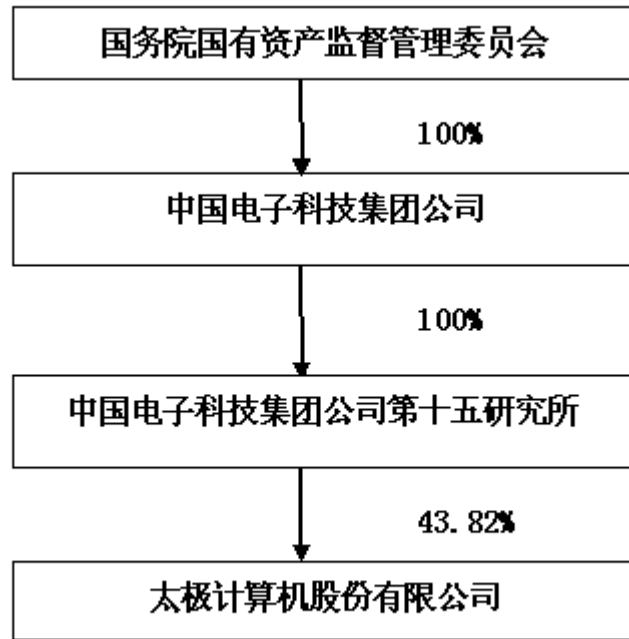 国务院国有资产监督管理委员会
100%
中国电子科技集团公司
100%
中国电子科技集团公司第十五研究所
43.82%
太极计算机股份有限公司